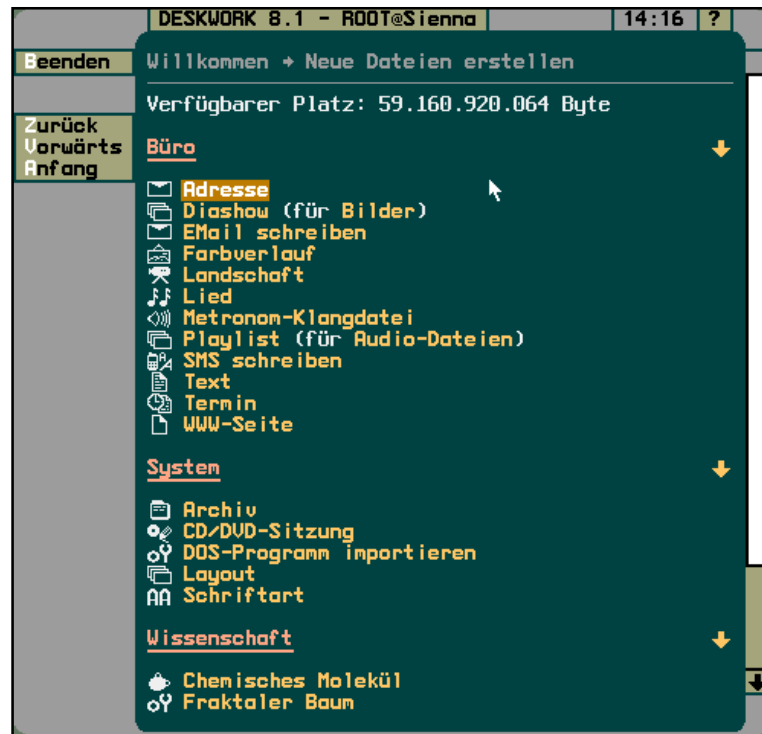 DESKWORK 8.1 - ROOT@Sienna
14:16
?
Beenden
Willkommen → Neue Dateien erstellen
Verfügbarer Platz: 59.160.920.064 Byte
Zurück
Vorwärts
Anfang
Büro
Adresse
Diashow (für Bilder)
EMail schreiben
Farbverlauf
Landschaft
Lied
Metronom-Klangdatei
Playlist (für Audio-Dateien)
SMS schreiben
Text
Termin
WWW-Seite
System
Archiv
CD/DVD-Sitzung
DOS-Programm importieren
Layout
AA Schriftart
Wissenschaft
Chemisches Molekül
Fraktaler Baum